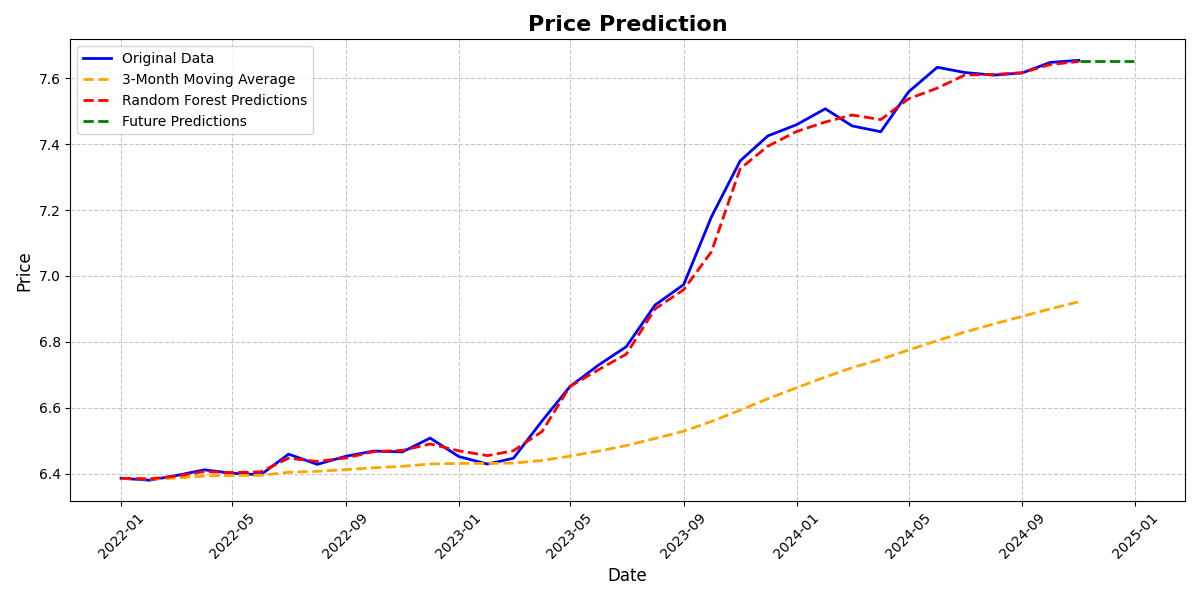 Price Prediction
Original Data
3-Month Moving Average
Random Forest Predictions
Future Predictions
7.6
7.4
7.2
7.0
6.8
6.6
6.4
Price
2022-01
2022-05
2022-09
2023-01
2023-05
2023-09
2024-01
2024-05
2024-09
2025-01
Date